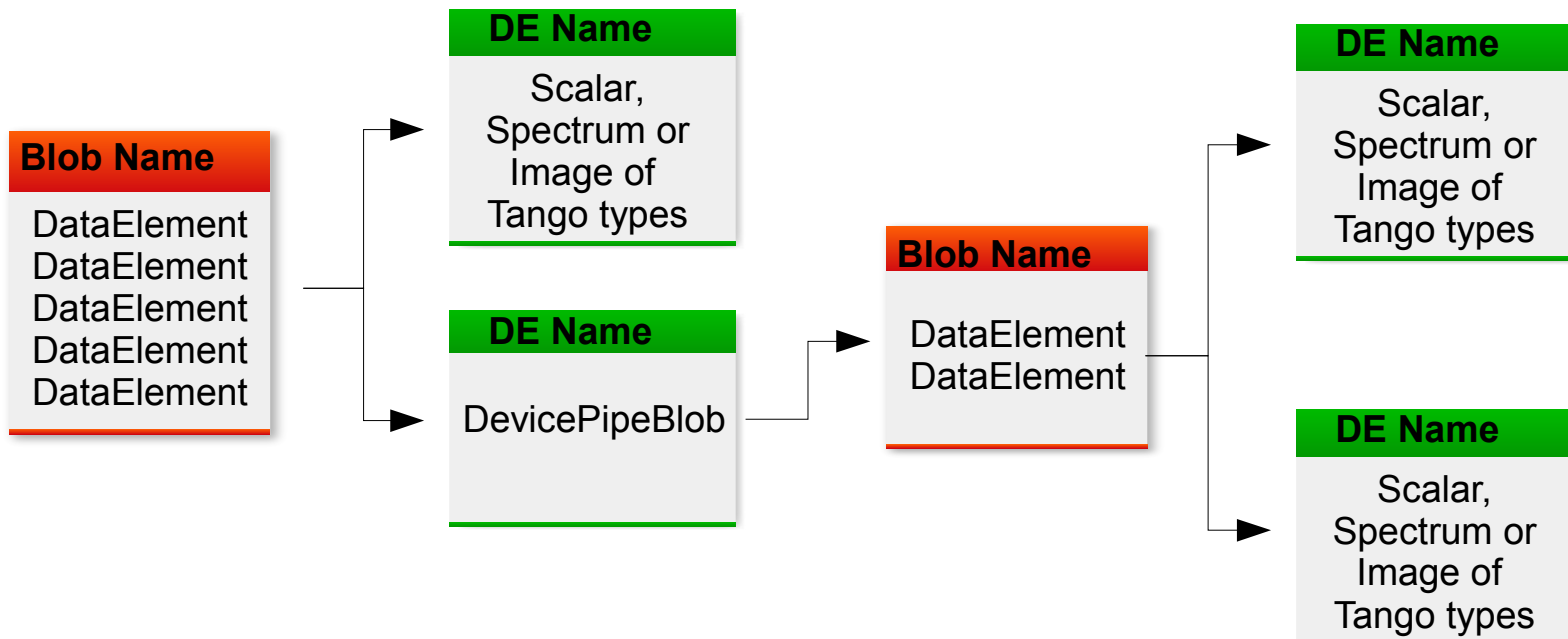 Blob Name
DataElement
DataElement
DataElement
DataElement
DataElement
DE Name
Scalar,
Spectrum or
Image of
Tango types
DE Name
DevicePipeBlob
Blob Name
DataElement
DataElement
DE Name
Scalar,
Spectrum or
Image of
Tango types
DE Name
Scalar,
Spectrum or
Image of
Tango types